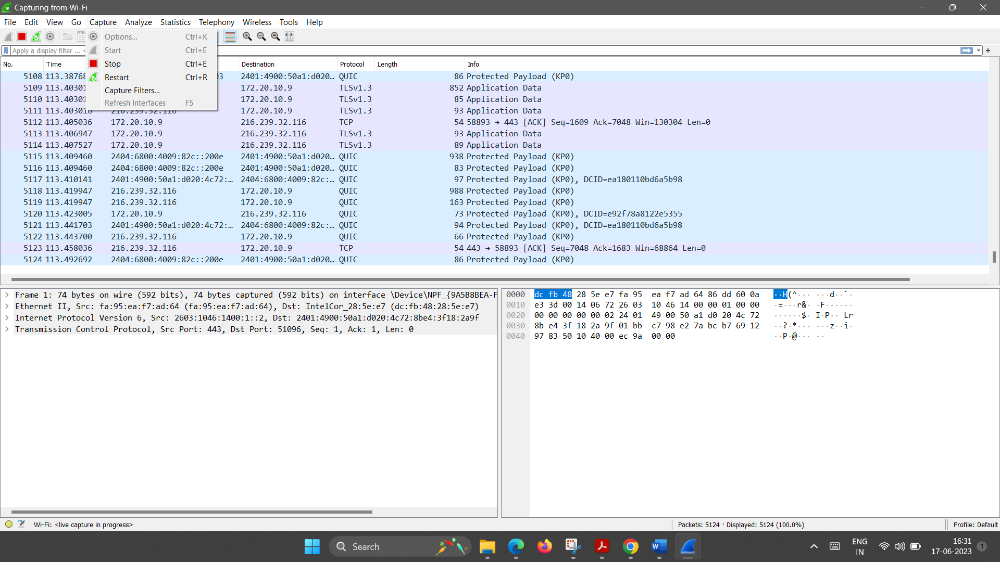 Capturing from Wi-Fi
File Edit View Go Capture Analyze Statistics Telephony Wireless Tools Help
Options... Ctrl+K
Apply a display filter ... <
Start Ctrl+E
Stop Ctrl+E
Restart Ctrl+R
Capture Filters...
Refresh Interfaces F5
No. Time Destination Protocol Length Info
5108 113.38768 03 2401:4900:50a1:d020… QUIC 86 Protected Payload (KP0)
5109 113.40301 172.20.10.9 TLSv1.3 852 Application Data
5110 113.40301 172.20.10.9 TLSv1.3 85 Application Data
5111 113.403016 216.239.32.116 172.20.10.9 TLSv1.3 93 Application Data
5112 113.405036 172.20.10.9 216.239.32.116 TCP 54 58893 → 443 [ACK] Seq=1609 Ack=7048 Win=130304 Len=0
5113 113.406947 172.20.10.9 216.239.32.116 TLSv1.3 93 Application Data
5114 113.407527 172.20.10.9 216.239.32.116 TLSv1.3 89 Application Data
5115 113.409460 2404:6800:4009:82c::200e 2401:4900:50a1:d020… QUIC 938 Protected Payload (KP0)
5116 113.409460 2404:6800:4009:82c::200e 2401:4900:50a1:d020… QUIC 83 Protected Payload (KP0)
5117 113.410141 2401:4900:50a1:d020:4c72:… 2404:6800:4009:82c:… QUIC 97 Protected Payload (KP0), DCID=ea180110bd6a5b98
5118 113.419947 216.239.32.116 172.20.10.9 QUIC 988 Protected Payload (KP0)
5119 113.419947 216.239.32.116 172.20.10.9 QUIC 163 Protected Payload (KP0)
5120 113.423005 172.20.10.9 216.239.32.116 QUIC 73 Protected Payload (KP0), DCID=e92f78a8122e5355
5121 113.441703 2401:4900:50a1:d020:4c72:… 2404:6800:4009:82c:… QUIC 94 Protected Payload (KP0), DCID=ea180110bd6a5b98
5122 113.443700 216.239.32.116 172.20.10.9 QUIC 66 Protected Payload (KP0)
5123 113.458036 216.239.32.116 172.20.10.9 TCP 54 443 → 58893 [ACK] Seq=7048 Ack=1683 Win=68864 Len=0
5124 113.492692 2404:6800:4009:82c::200e 2401:4900:50a1:d020… QUIC 86 Protected Payload (KP0)
Frame 1: 74 bytes on wire (592 bits), 74 bytes captured (592 bits) on interface \Device\NPF_{9A5B8BEA-F
Ethernet II, Src: fa:95:ea:f7:ad:64 (fa:95:ea:f7:ad:64), Dst: IntelCor_28:5e:e7 (dc:fb:48:28:5e:e7)
Internet Protocol Version 6, Src: 2603:1046:1400:1::2, Dst: 2401:4900:50a1:d020:4c72:8be4:3f18:2a9f
Transmission Control Protocol, Src Port: 443, Dst Port: 51096, Seq: 1, Ack: 1, Len: 0
0000 dc fb 48 28 5e e7 fa 95 ea f7 ad 64 86 dd 60 0a ··H(^··· ···d··`·
0010 e3 3d 00 14 06 72 26 03 10 46 14 00 00 01 00 00 ·=···r&· ·F······
0020 00 00 00 00 00 02 24 01 49 00 50 a1 d0 20 4c 72 ······$· I·P·· Lr
0030 8b e4 3f 18 2a 9f 01 bb c7 98 e2 7a bc b7 69 12 ··?·*··· ···z··i·
0040 97 83 50 10 40 00 ec 9a 00 00 ··P·@··· ··
Wi-Fi: <live capture in progress> Packets: 5124 · Displayed: 5124 (100.0%) Profile: Default
Search
ENG
IN
16:31
17-06-2023
1